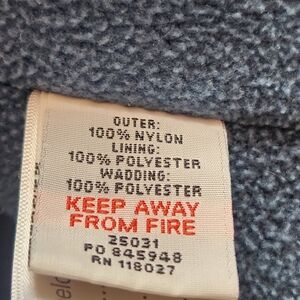 OUTER:
100% NYLON
LINING:
100% POLYESTER
WADDING:
100% POLYESTER
KEEP AWAY
FROM FIRE
25031
PO 845948
RN 118027